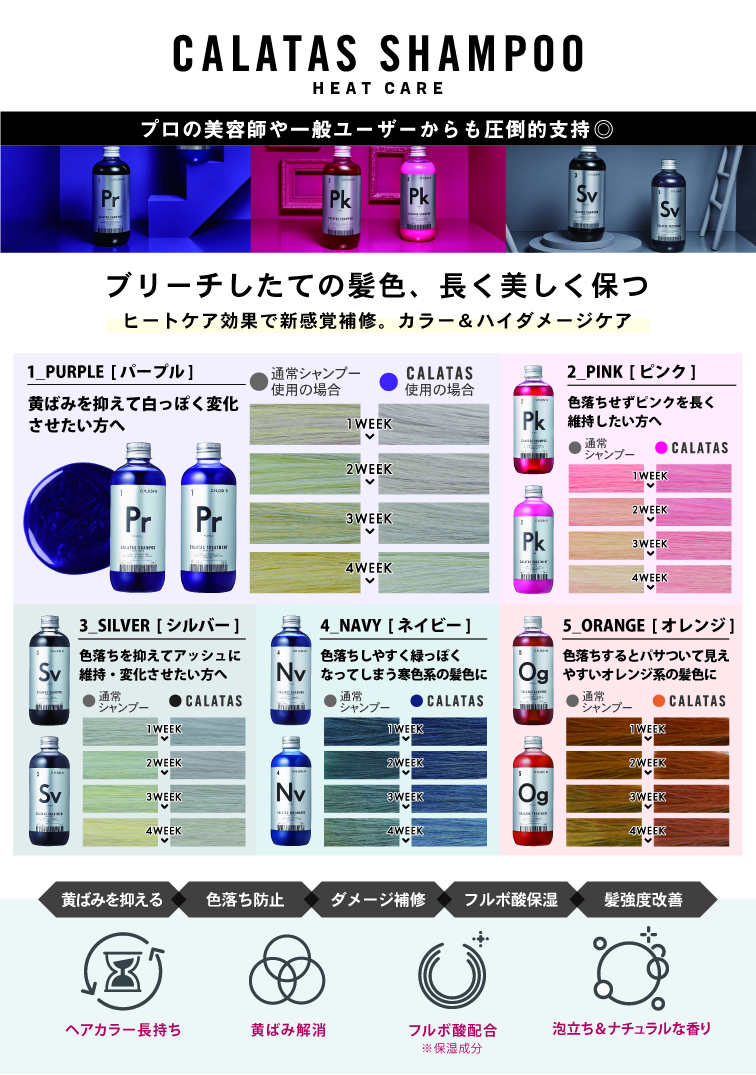 CALATAS SHAMPOO
HEAT CARE
プロの美容師や一般ユーザーからも圧倒的支持◎
Pr
Pk
Pk
Sv
Sv
ブリーチしたての髪色、長く美しく保つ
ヒートケア効果で新感覚補修。カラー＆ハイダメージケア
1_PURPLE [ パープル ]
黄ばみを抑えて白っぽく変化
させたい方へ
通常シャンプー
使用の場合
CALATAS
使用の場合
1WEEK
2WEEK
3WEEK
4WEEK
1
Pr
CALATAS SHAMPOO
1
Pr
CALATAS TREATMENT
2_PINK [ ピンク ]
色落ちせずピンクを長く
維持したい方へ
通常
シャンプー
CALATAS
1WEEK
2WEEK
3WEEK
4WEEK
Pk
CALATAS SHAMPOO
2
Pk
CALATAS TREATMENT
3_SILVER [ シルバー ]
色落ちを抑えてアッシュに
維持・変化させたい方へ
通常
シャンプー
CALATAS
1WEEK
2WEEK
3WEEK
4WEEK
3
Sv
3
Sv
4_NAVY [ ネイビー ]
色落ちしやすく緑っぽく
なってしまう寒色系の髪色に
通常
シャンプー
CALATAS
1WEEK
2WEEK
3WEEK
4WEEK
4
Nv
4
Nv
5_ORANGE [ オレンジ ]
色落ちするとパサついて見え
やすいオレンジ系の髪色に
通常
シャンプー
CALATAS
1WEEK
2WEEK
3WEEK
4WEEK
5
Og
5
Og
黄ばみを抑える
色落ち防止
ダメージ補修
フルボ酸保湿
髪強度改善
ヘアカラー長持ち
黄ばみ解消
フルボ酸配合
※保湿成分
泡立ち＆ナチュラルな香り